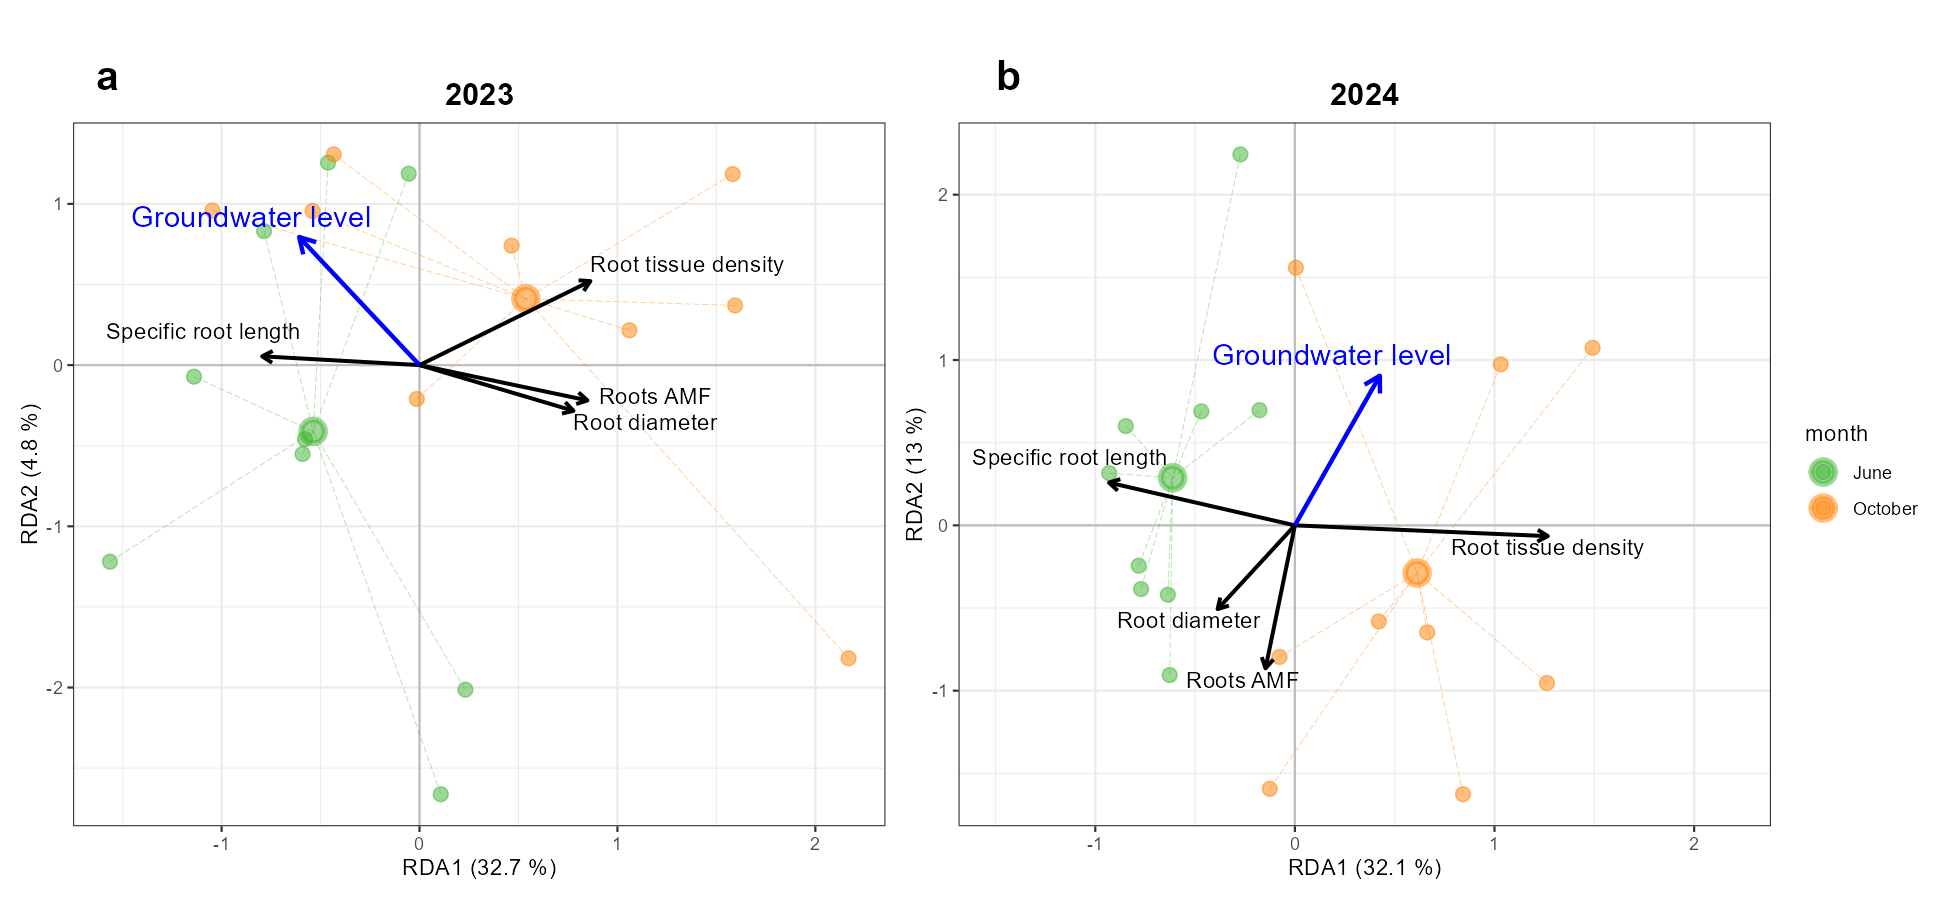 a
2023
1
0
-1
-2
RDA2 (4.8 %)
Groundwater level
Root tissue density
Specific root length
Roots AMF
Root diameter
-1
0
1
2
RDA1 (32.7 %)
b
2024
2
1
0
-1
RDA2 (13 %)
Groundwater level
Specific root length
Root tissue density
Root diameter
Roots AMF
-1
0
1
2
RDA1 (32.1 %)
month
June
October